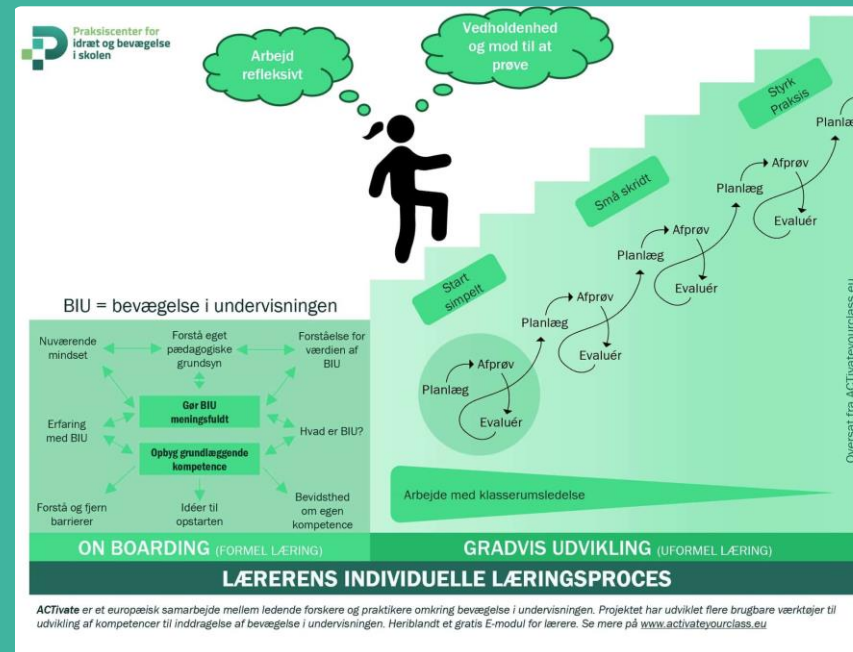 Praksiscenter for
idræt og bevægelse
i skolen
Arbejd
refleksivt
Vedholdenhed
og mod til at
prøve
Styrk
Praksis
Små skridt
Start
simpelt
Planlæg
Afprøv
Evaluér
Planlæg
Afprøv
Evaluér
Planlæg
Afprøv
Evaluér
Planlæg
Afprøv
Evaluér
BIU = bevægelse i undervisningen
Nuværende
mindset
Forstå eget
pædagogiske
grundsyn
Forståelse for
værdien af
BIU
Gør BIU
meningsfuldt
Erfaring
med BIU
Hvad er BIU?
Opbyg grundlæggende
kompetence
Forstå og fjern
barrierer
Idéer til
opstarten
Bevidsthed
om egen
kompetence
Arbejde med klasserumsledelse
Oversat fra ACTivateyourclass.eu
ON BOARDING (FORMEL LÆRING)
GRADVIS UDVIKLING (UFORMEL LÆRING)
LÆRERENS INDIVIDUELLE LÆRINGSPROCES
ACTivate er et europæisk samarbejde mellem ledende forskere og praktikere omkring bevægelse i undervisningen. Projektet har udviklet flere brugbare værktøjer til
udvikling af kompetencer til inddragelse af bevægelse i undervisningen. Heriblandt et gratis E-modul for lærere. Se mere på www.activateyourclass.eu